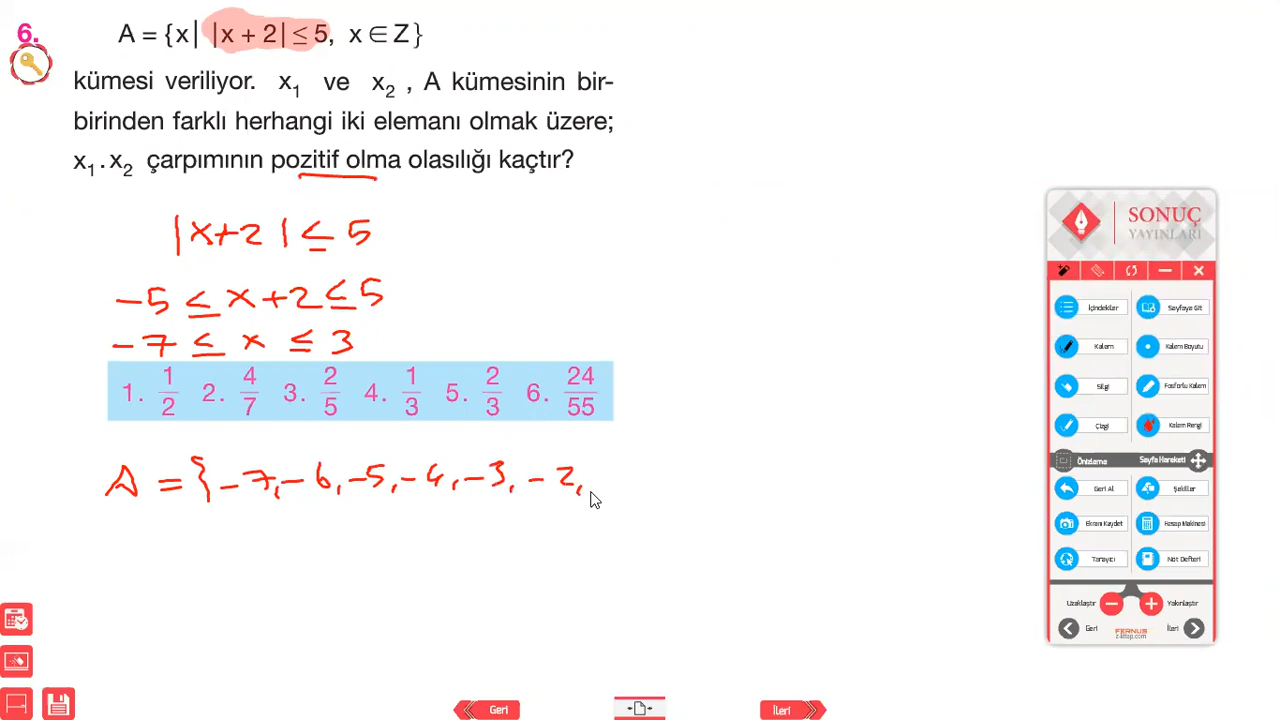 6.
A = {x| |x + 2| ≤ 5, x ∈ Z}
kümesi veriliyor. x1 ve x2 , A kümesinin bir-
birinden farklı herhangi iki elemanı olmak üzere;
x1 . x2 çarpımının pozitif olma olasılığı kaçtır?
|x+2| ≤ 5
-5 ≤ x+2 ≤ 5
-7 ≤ x ≤ 3
1. 1/2 2. 4/7 3. 2/5 4. 1/3 5. 2/3 6. 24/55
A = {-7,-6,-5,-4,-3,-2,
SONUÇ
YAYINLARI
İçindekiler Sayfaya Git
Kalem Kalem Boyutu
Silgi Fosforlu Kalem
Çizgi Kalem Rengi
Önizleme Sayfa Hareketi
Geri Al Şekiller
Ekranı Kaydet Hesap Makinesi
Tarayıcı Not Defteri
Uzaklaştır Yakınlaştır
Geri FERNUS İleri
z-kitap.com
Geri İleri